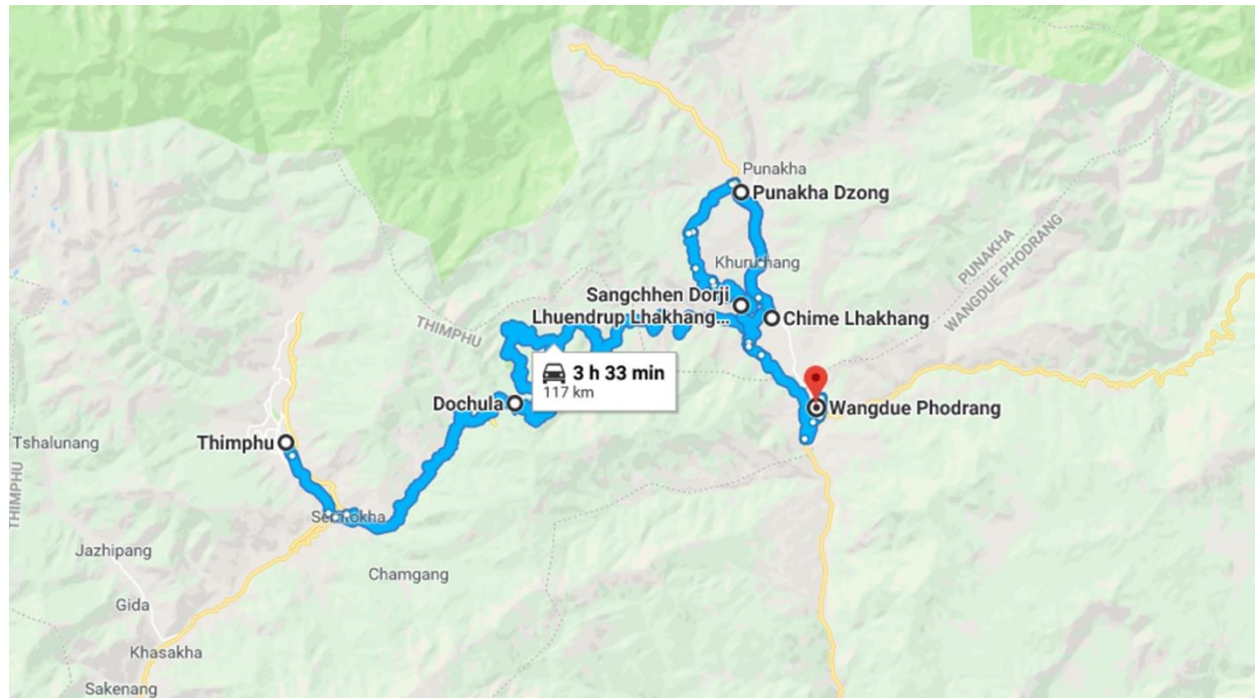 Punakha
Punakha Dzong
PUNAKHA
WANGDUE PHODRANG
Khuruchang
Sangchhen Dorji
Lhuendrup Lhakhang...
Chime Lhakhang
THIMPHU
3 h 33 min
117 km
Dochula
Wangdue Phodrang
Thimphu
Tshalunang
THIMPHU
Jazhipang
Chamgang
Gida
Khasakha
Sakenang